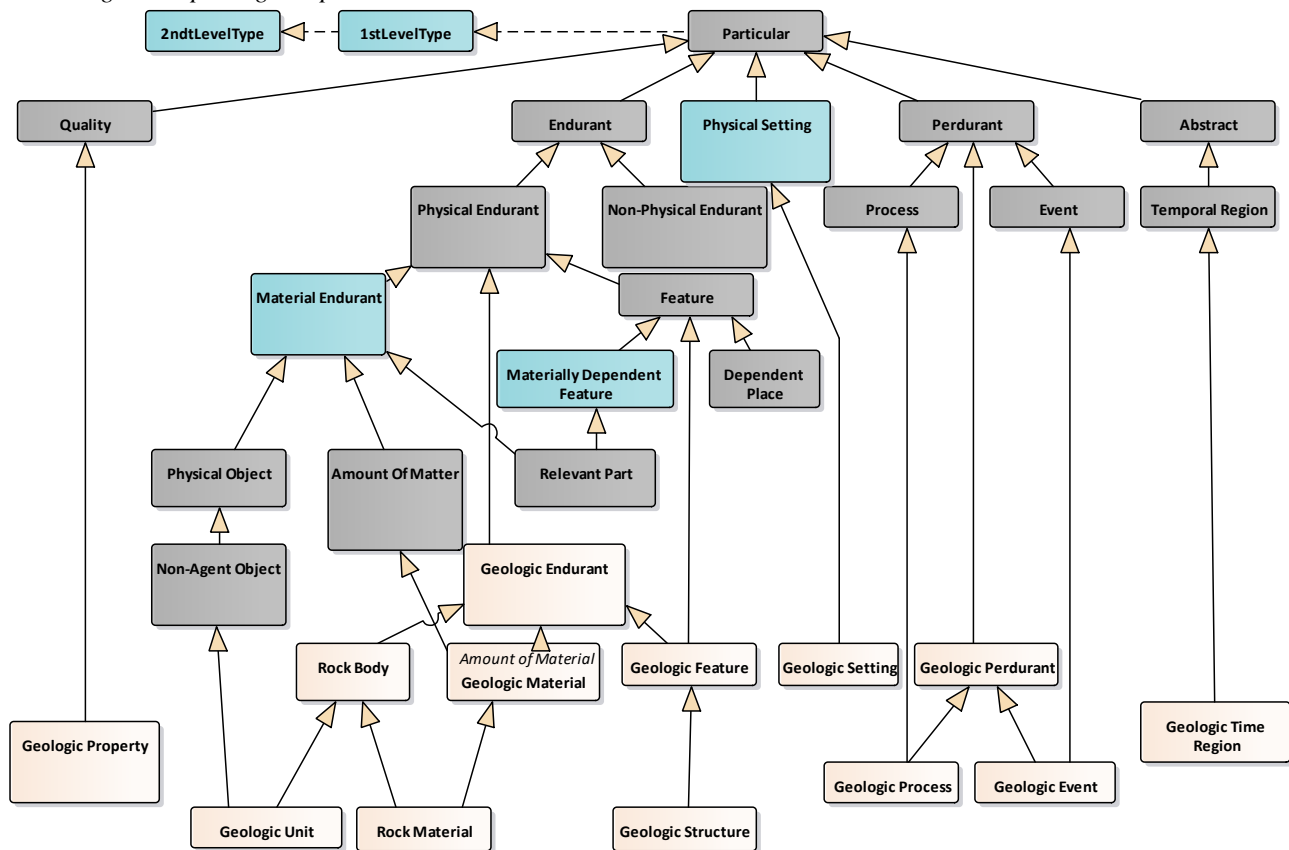 2ndtLevelType
1stLevelType
Particular
Quality
Endurant
Physical Setting
Perdurant
Abstract
Physical Endurant
Non-Physical Endurant
Process
Event
Temporal Region
Material Endurant
Feature
Materially Dependent
Feature
Dependent
Place
Physical Object
Amount Of Matter
Relevant Part
Non-Agent Object
Geologic Endurant
Rock Body
Amount of Material
Geologic Material
Geologic Feature
Geologic Setting
Geologic Perdurant
Geologic Property
Geologic Time
Region
Geologic Process
Geologic Event
Geologic Unit
Rock Material
Geologic Structure